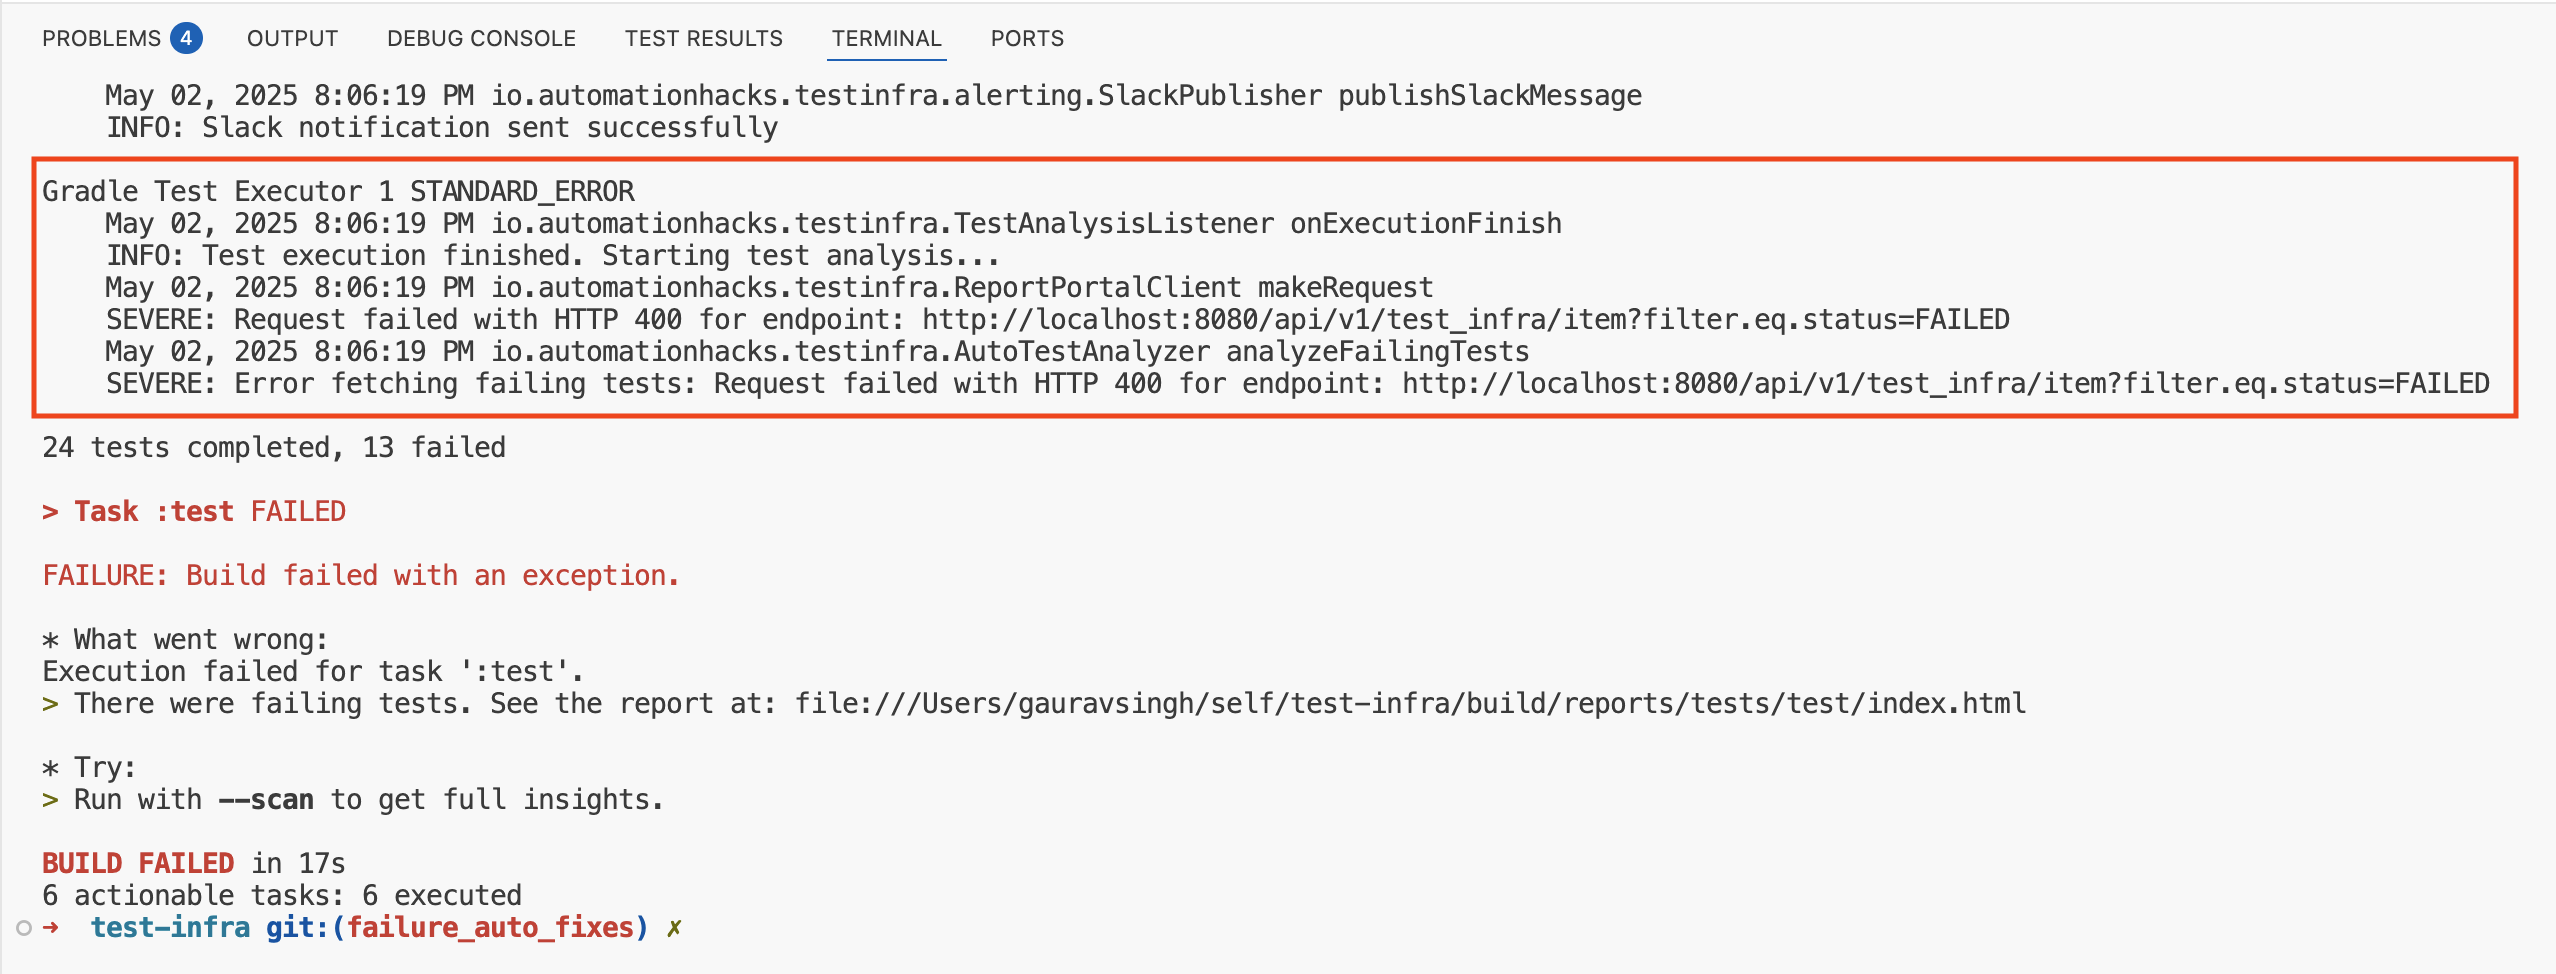 PROBLEMS 4 OUTPUT DEBUG CONSOLE TEST RESULTS TERMINAL PORTS
May 02, 2025 8:06:19 PM io.automationhacks.testinfra.alerting.SlackPublisher publishSlackMessage
INFO: Slack notification sent successfully
Gradle Test Executor 1 STANDARD_ERROR
May 02, 2025 8:06:19 PM io.automationhacks.testinfra.TestAnalysisListener onExecutionFinish
INFO: Test execution finished. Starting test analysis...
May 02, 2025 8:06:19 PM io.automationhacks.testinfra.ReportPortalClient makeRequest
SEVERE: Request failed with HTTP 400 for endpoint: http://localhost:8080/api/v1/test_infra/item?filter.eq.status=FAILED
May 02, 2025 8:06:19 PM io.automationhacks.testinfra.AutoTestAnalyzer analyzeFailingTests
SEVERE: Error fetching failing tests: Request failed with HTTP 400 for endpoint: http://localhost:8080/api/v1/test_infra/item?filter.eq.status=FAILED
24 tests completed, 13 failed
> Task :test FAILED
FAILURE: Build failed with an exception.
* What went wrong:
Execution failed for task ':test'.
> There were failing tests. See the report at: file:///Users/gauravsingh/self/test-infra/build/reports/tests/test/index.html
* Try:
> Run with --scan to get full insights.
BUILD FAILED in 17s
6 actionable tasks: 6 executed
➜ test-infra git:(failure_auto_fixes) ✗